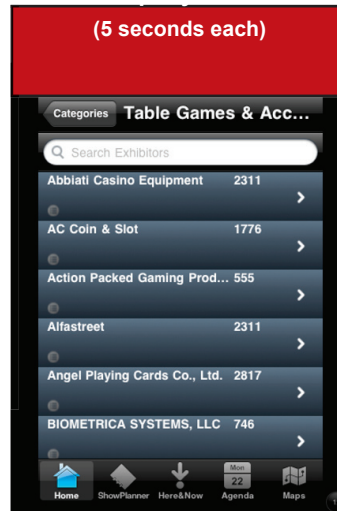 (5 seconds each)
Categories Table Games & Acc...
Search Exhibitors
Abbiati Casino Equipment 2311
AC Coin & Slot 1776
Action Packed Gaming Prod... 555
Alfastreet 2311
Angel Playing Cards Co., Ltd. 2817
BIOMETRICA SYSTEMS, LLC 746
Mon
22
Home ShowPlanner Here&Now Agenda Maps